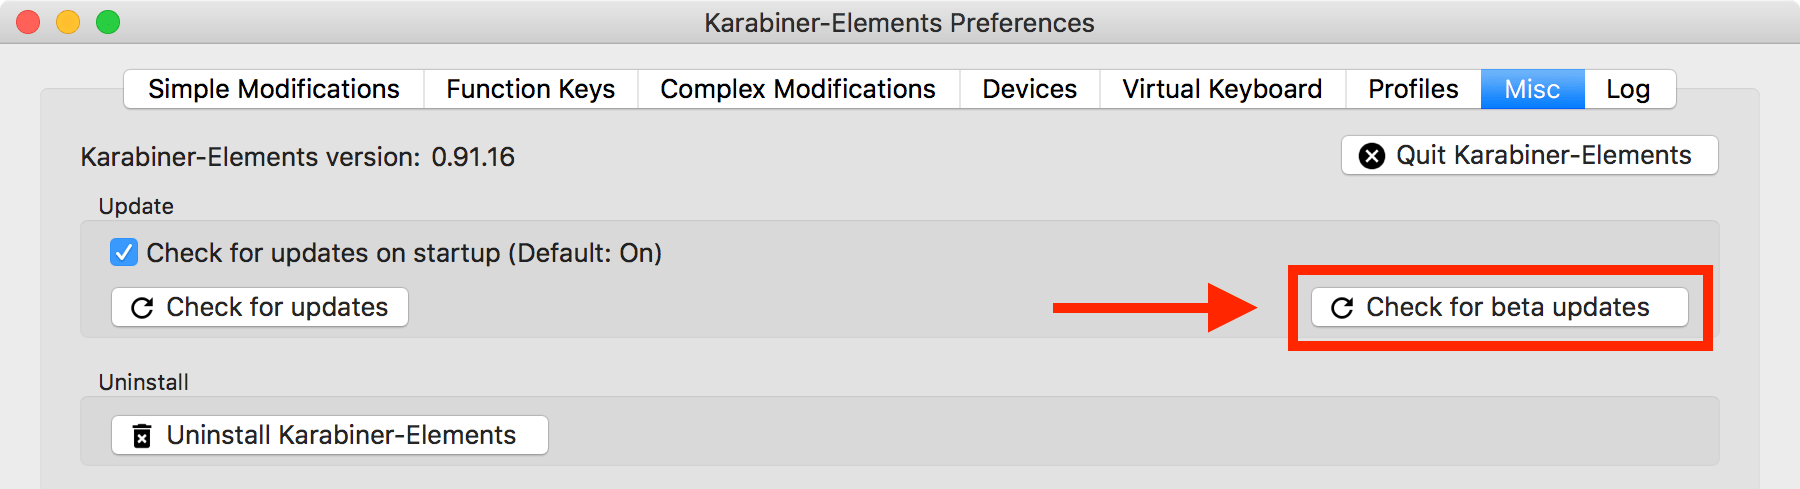 Karabiner-Elements Preferences
Simple Modifications Function Keys Complex Modifications Devices Virtual Keyboard Profiles Misc Log
Karabiner-Elements version: 0.91.16 Quit Karabiner-Elements
Update
Check for updates on startup (Default: On)
Check for updates Check for beta updates
Uninstall
Uninstall Karabiner-Elements